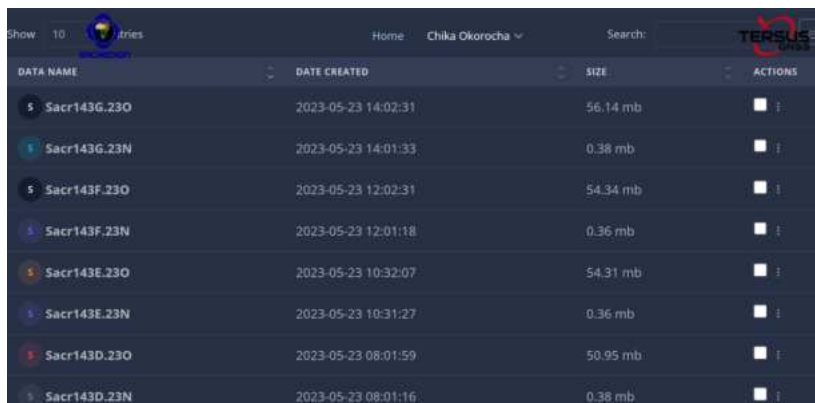 Show 10 entries Home Chika Okorocha Search:
TERSUS
GNSS
DATA NAME DATE CREATED SIZE ACTIONS
S Sacr143G.23O 2023-05-23 14:02:31 56.14 mb
S Sacr143G.23N 2023-05-23 14:01:33 0.38 mb
S Sacr143F.23O 2023-05-23 12:02:31 54.34 mb
S Sacr143F.23N 2023-05-23 12:01:18 0.36 mb
S Sacr143E.23O 2023-05-23 10:32:07 54.31 mb
S Sacr143E.23N 2023-05-23 10:31:27 0.36 mb
S Sacr143D.23O 2023-05-23 08:01:59 50.95 mb
S Sacr143D.23N 2023-05-23 08:01:16 0.38 mb